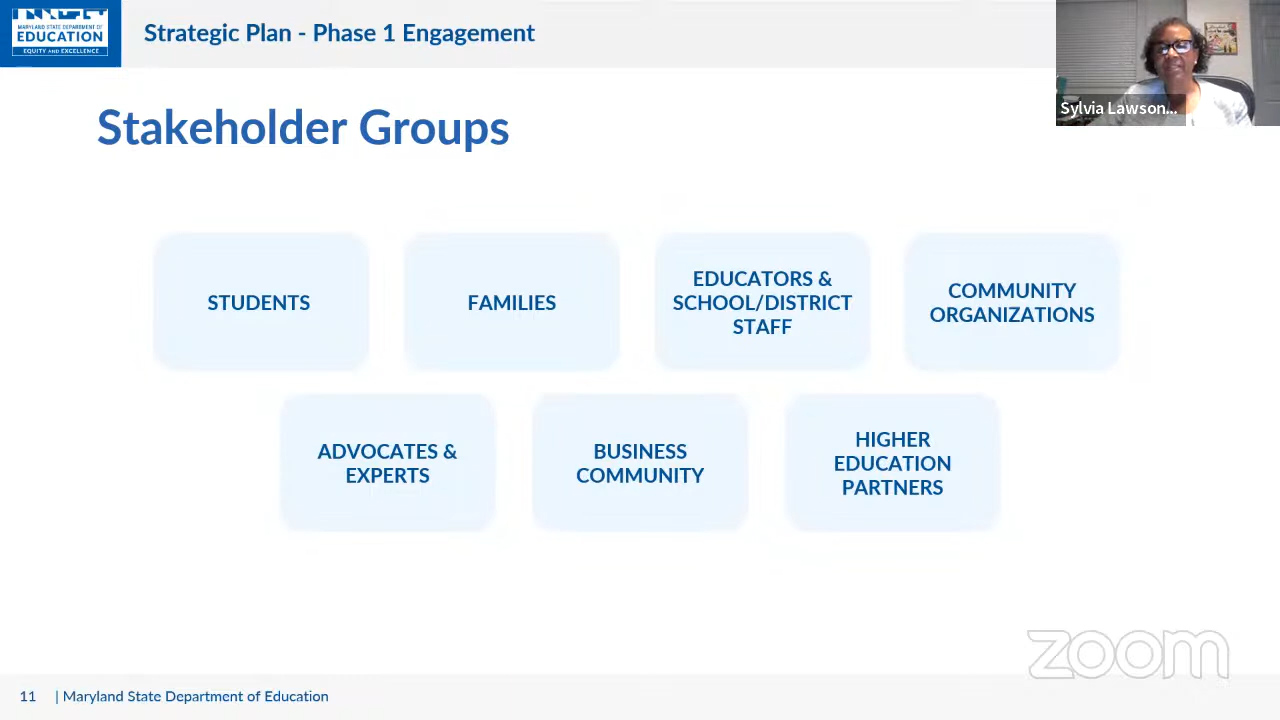 MARYLAND STATE DEPARTMENT OF
EDUCATION
EQUITY AND EXCELLENCE
Strategic Plan - Phase 1 Engagement
Sylvia Lawson...
Stakeholder Groups
STUDENTS
FAMILIES
EDUCATORS &
SCHOOL/DISTRICT
STAFF
COMMUNITY
ORGANIZATIONS
ADVOCATES &
EXPERTS
BUSINESS
COMMUNITY
HIGHER
EDUCATION
PARTNERS
zoom
11 | Maryland State Department of Education